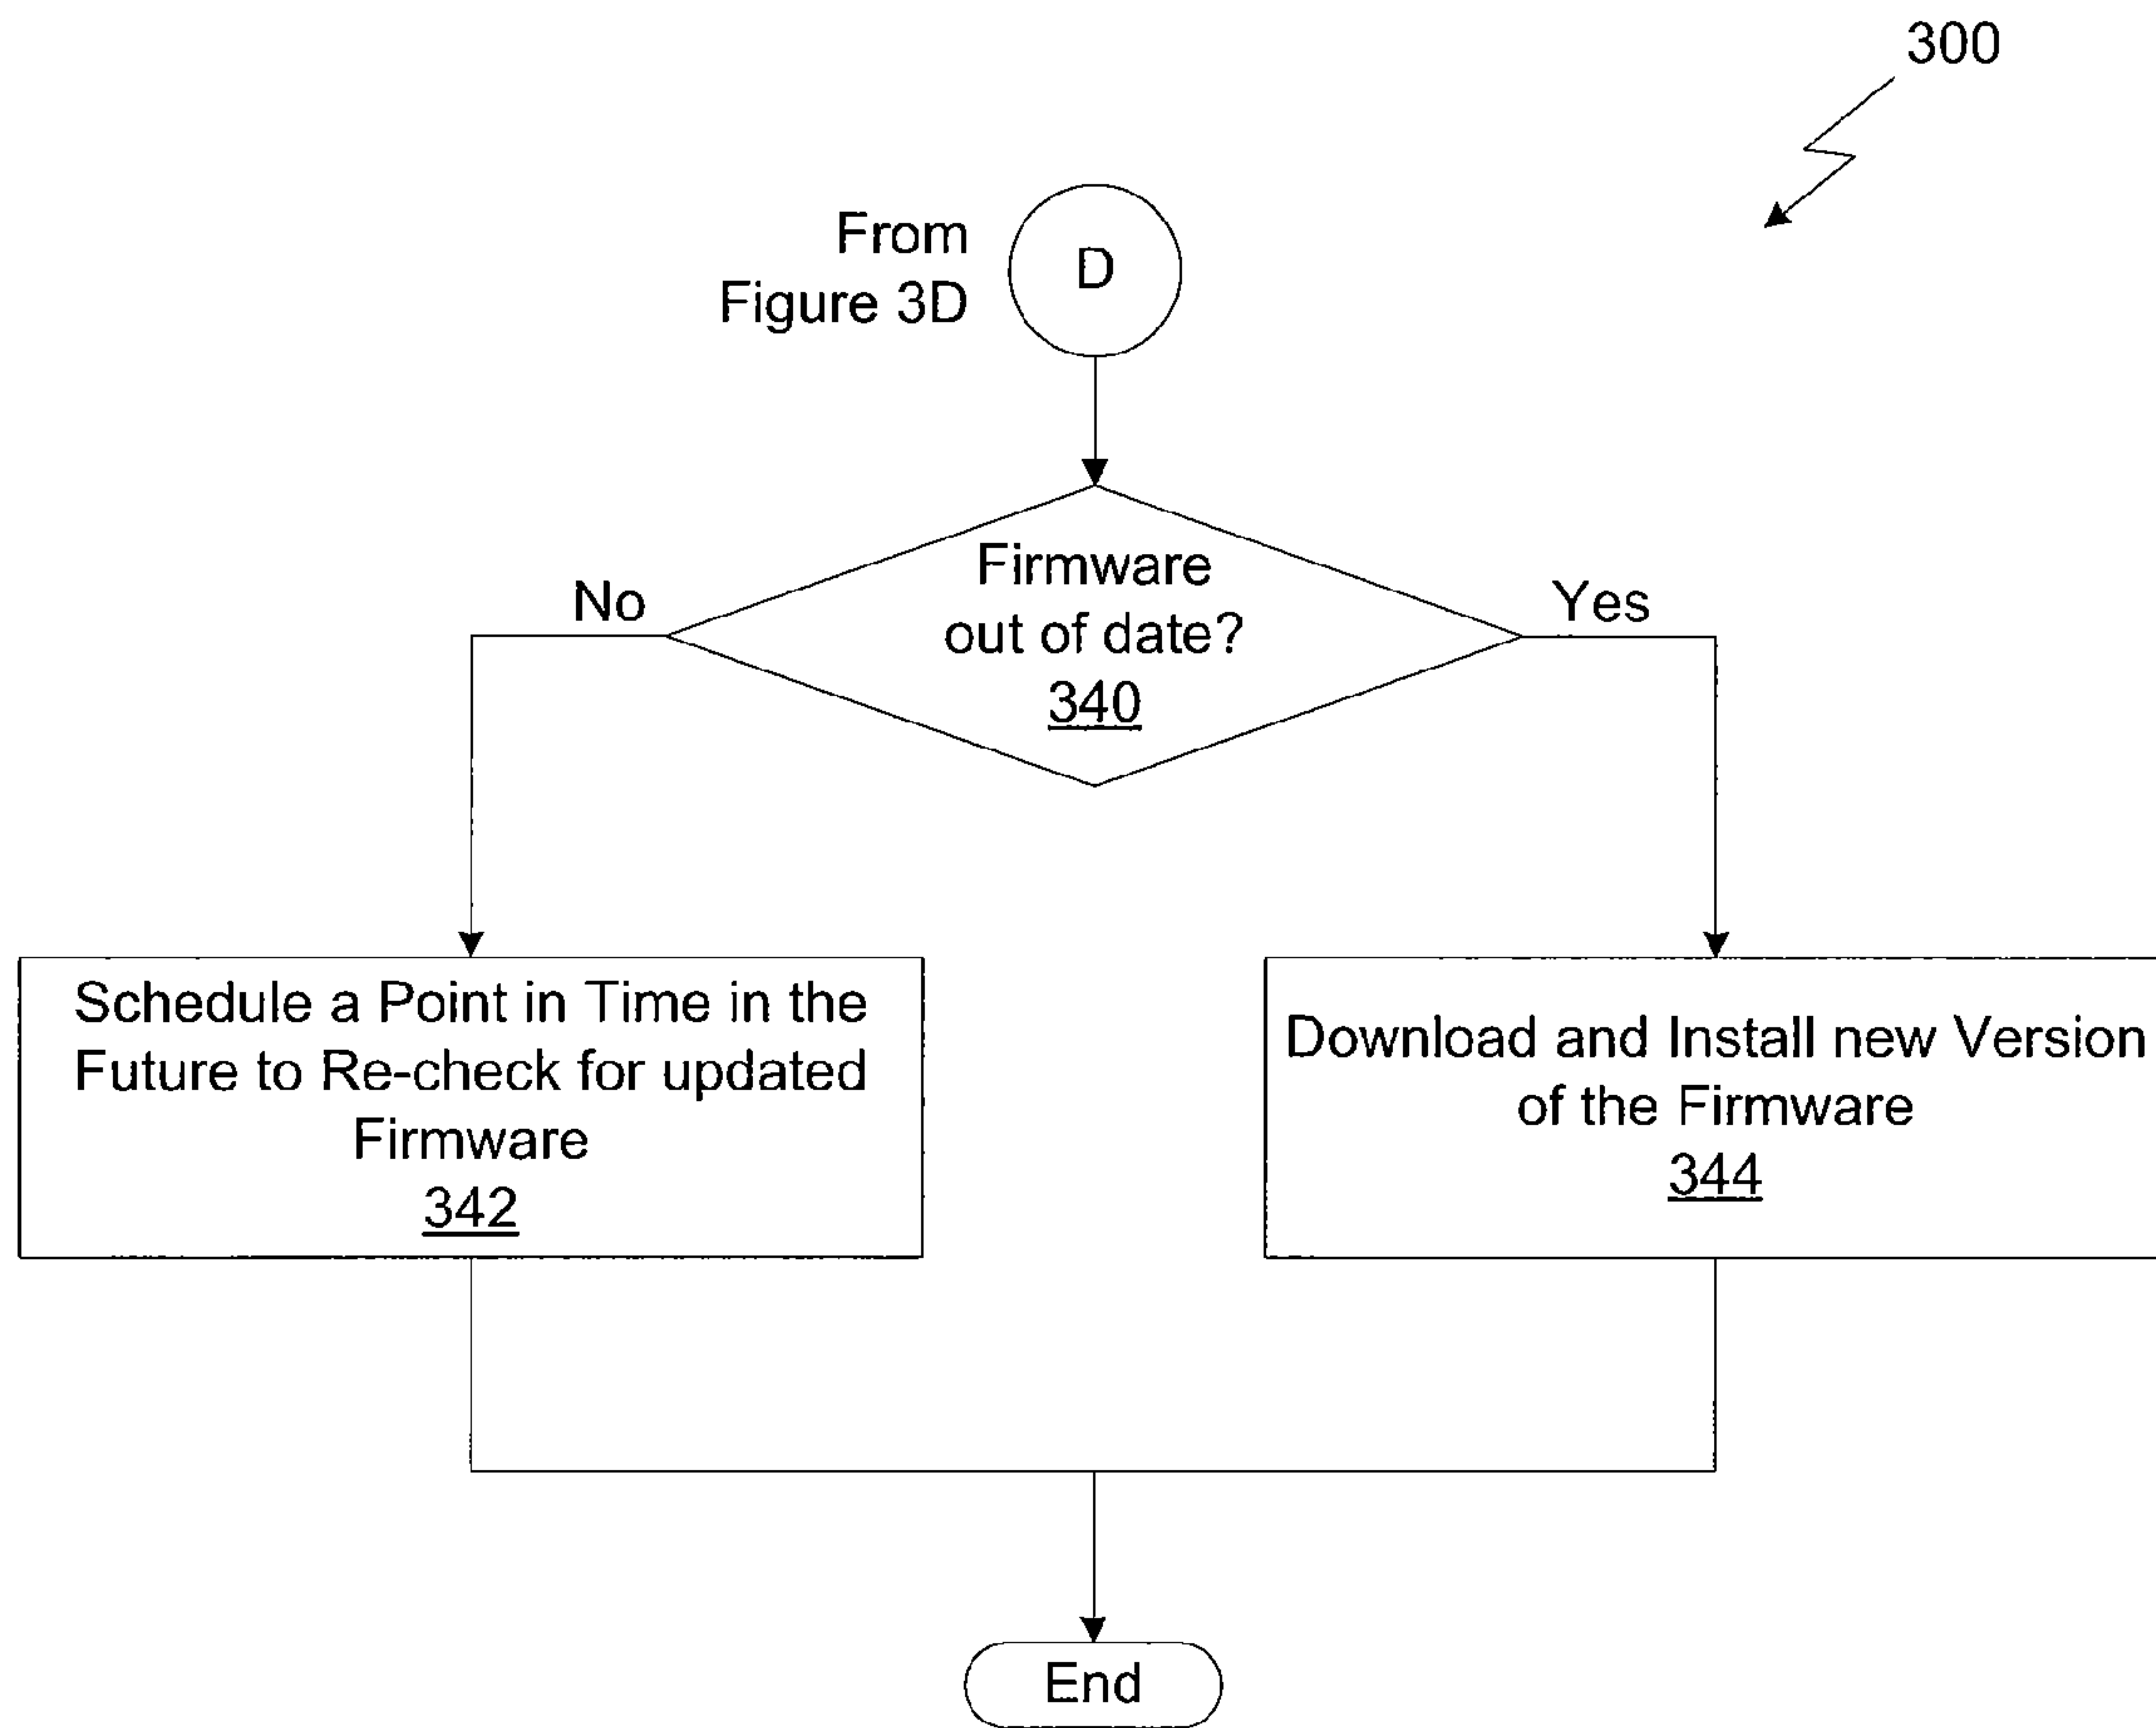 300
From
Figure 3D
D
Firmware
out of date?
340
No
Yes
Schedule a Point in Time in the
Future to Re-check for updated
Firmware
342
Download and Install new Version
of the Firmware
344
End